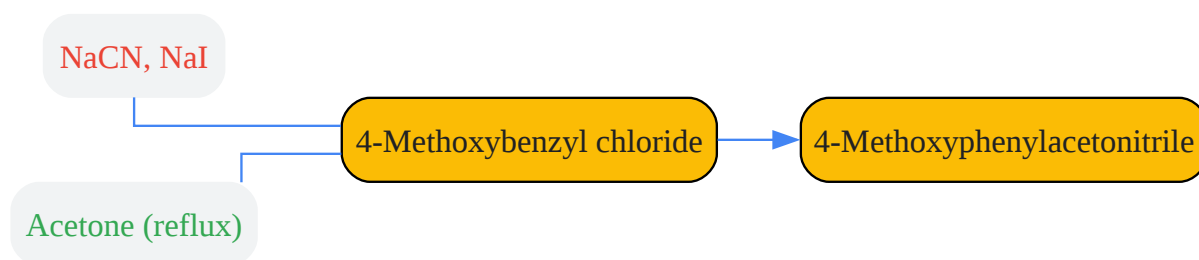 NaCN, NaI
4-Methoxybenzyl chloride
4-Methoxyphenylacetonitrile
Acetone (reflux)